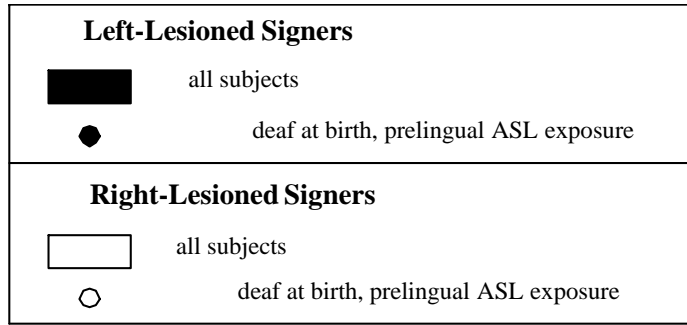 Left-Lesioned Signers
all subjects
deaf at birth, prelingual ASL exposure
Right-Lesioned Signers
all subjects
deaf at birth, prelingual ASL exposure